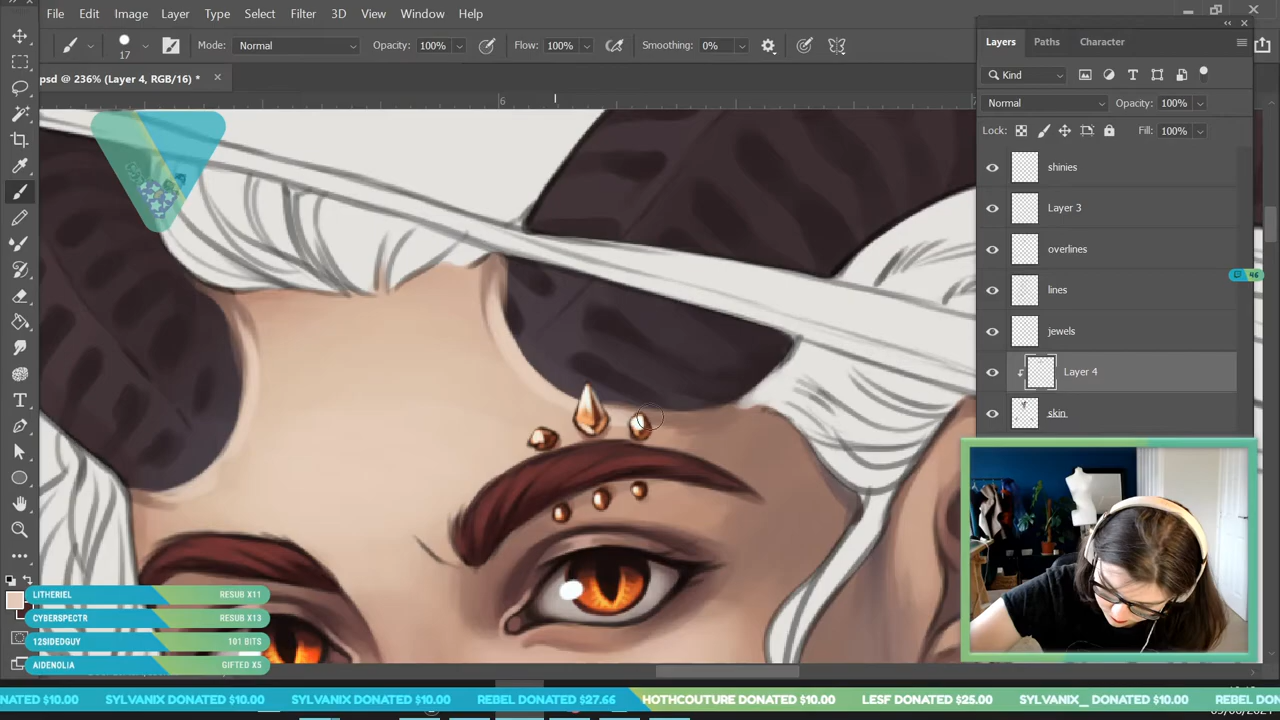 File Edit Image Layer Type Select Filter 3D View Window Help
17 Mode: Normal Opacity: 100% Flow: 100% Smoothing: 0%
psd @ 236% (Layer 4, RGB/16) *
6
Layers Paths Character
Kind
Normal Opacity: 100%
Lock: Fill: 100%
shinies
Layer 3
overlines
46
lines
jewels
Layer 4
skin
LITHERIEL RESUB X11
CYBERSPECTR RESUB X13
12SIDEDGUY 101 BITS
AIDENOLIA GIFTED X5
NATED $10.00 SYLVANIX DONATED $10.00 SYLVANIX DONATED $10.00 REBEL DONATED $27.66 HOTHCOUTURE DONATED $10.00 LESF DONATED $25.00 SYLVANIX_ DONATED $10.00 REBEL DON